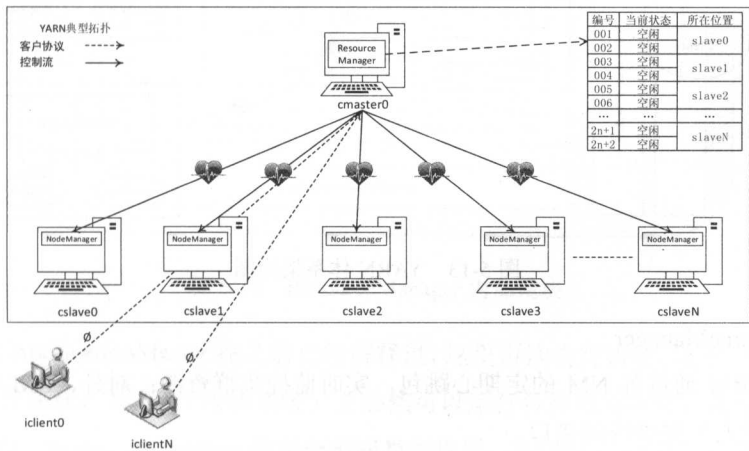 YARN典型拓扑
客户协议
控制流
Resource
Manager
cmaster0
编号 当前状态 所在位置
001 空闲 slave0
002 空闲
003 空闲 slave1
004 空闲
005 空闲 slave2
006 空闲
… … …
2n+1 空闲 slaveN
2n+2 空闲
NodeManager NodeManager NodeManager NodeManager NodeManager
cslave0 cslave1 cslave2 cslave3 cslaveN
Ø
Ø
iclient0
iclientN